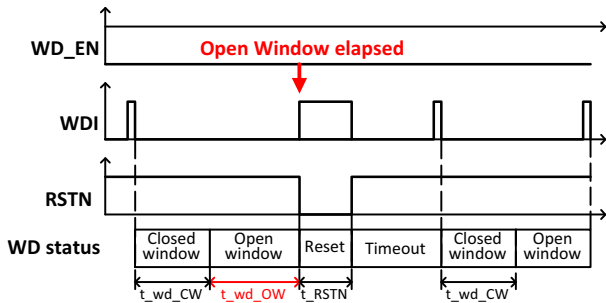 WD_EN
Open Window elapsed
WDI
RSTN
WD status
Closed
window
Open
window
Reset
Timeout
Closed
window
Open
window
t_wd_CW
t_wd_OW
t_RSTN
t_wd_CW